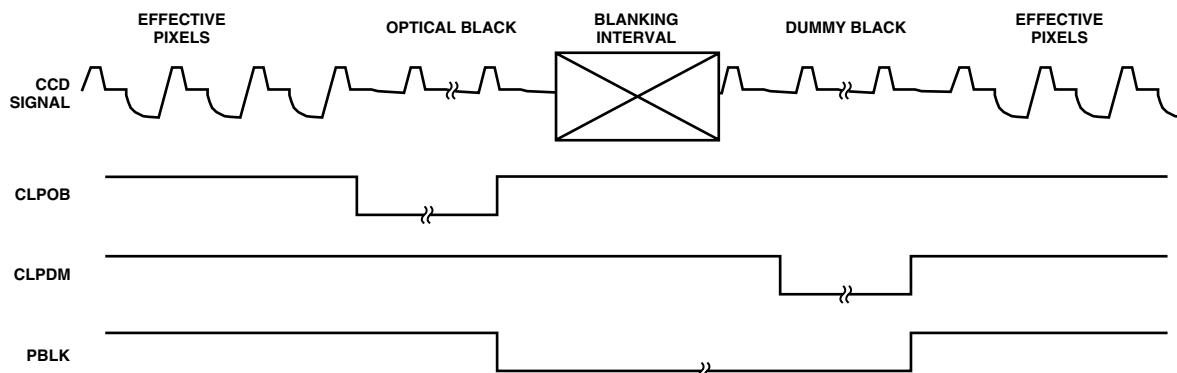 EFFECTIVE
PIXELS
OPTICAL BLACK
BLANKING
INTERVAL
DUMMY BLACK
EFFECTIVE
PIXELS
CCD
SIGNAL
CLPOB
CLPDM
PBLK